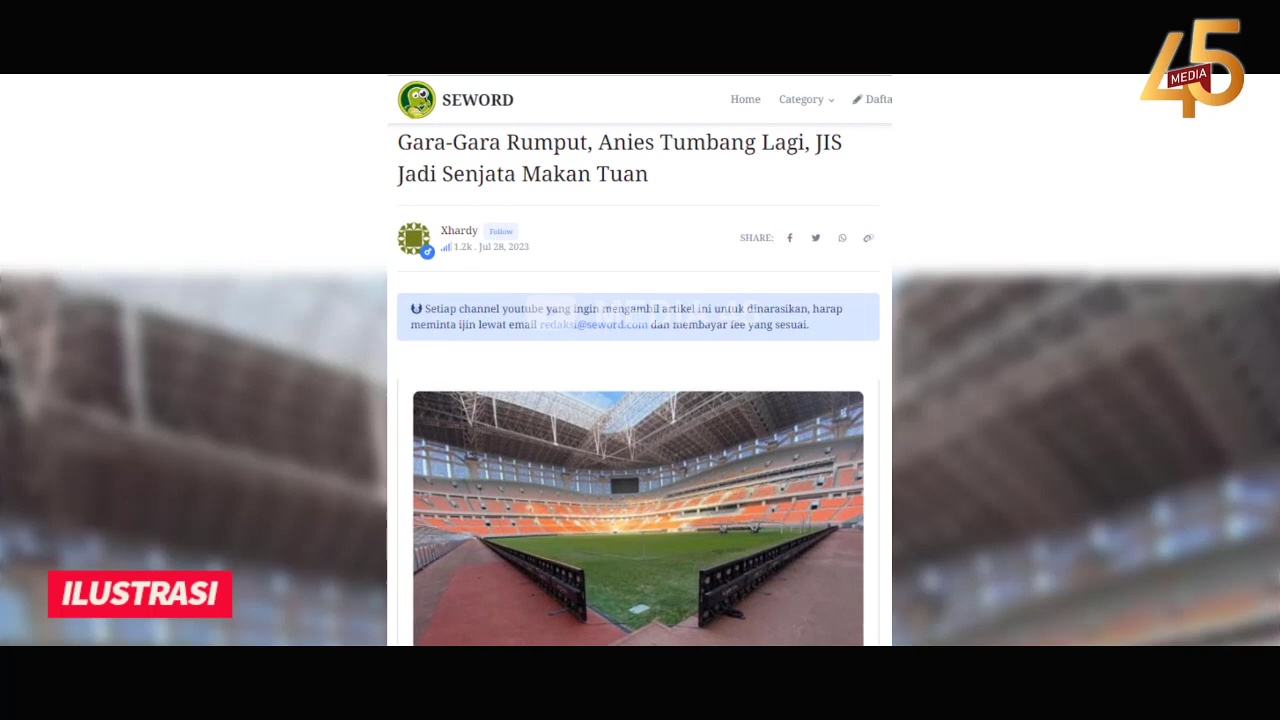 45
MEDIA
SEWORD
Home
Category
Dafta
Gara-Gara Rumput, Anies Tumbang Lagi, JIS
Jadi Senjata Makan Tuan
Xhardy
Follow
1.2k . Jul 28, 2023
SHARE:
Setiap channel youtube yang ingin mengambil artikel ini untuk dinarasikan, harap
meminta ijin lewat email redaksi@seword.com dan membayar fee yang sesuai.
ILUSTRASI